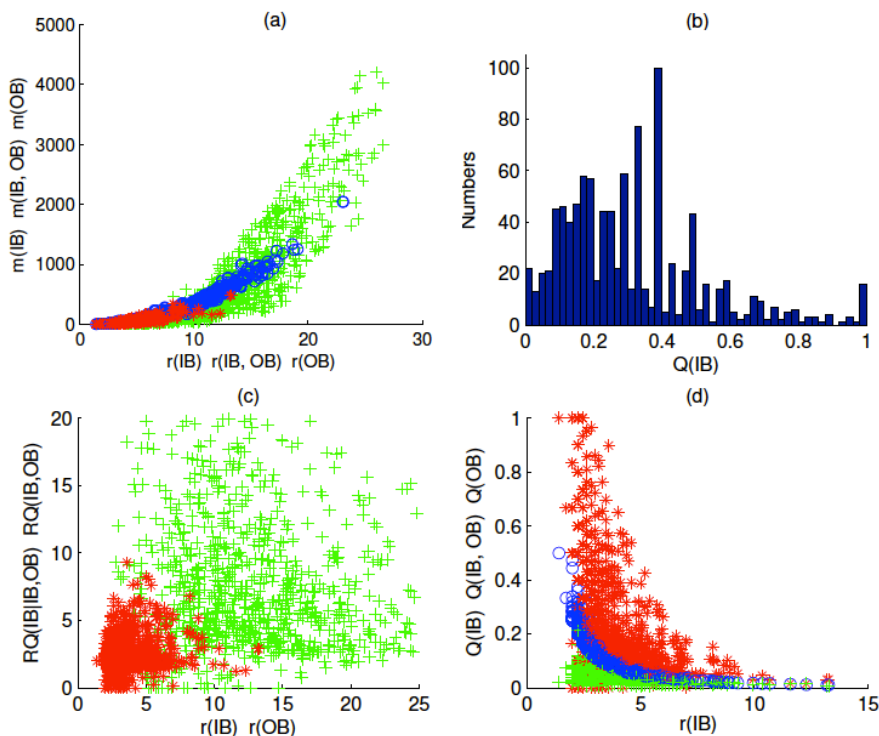 (a)
5000
4000
3000
2000
1000
0
m(IB) m(IB, OB) m(OB)
0 10 20 30
r(IB) r(IB, OB) r(OB)
(b)
100
80
60
40
20
0
Numbers
0 0.2 0.4 0.6 0.8 1
Q(IB)
(c)
20
15
10
5
0
RQ(IB|IB,OB) RQ(IB,OB)
0 5 10 15 20 25
r(IB) r(OB)
(d)
1
0.8
0.6
0.4
0.2
0
Q(IB) Q(IB, OB) Q(OB)
0 5 10 15
r(IB)